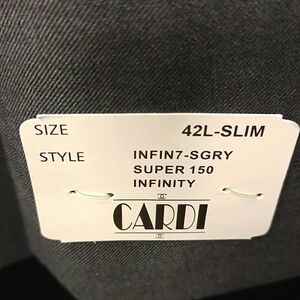 SIZE 42L-SLIM
STYLE INFIN7-SGRY
SUPER 150
INFINITY
CARDI